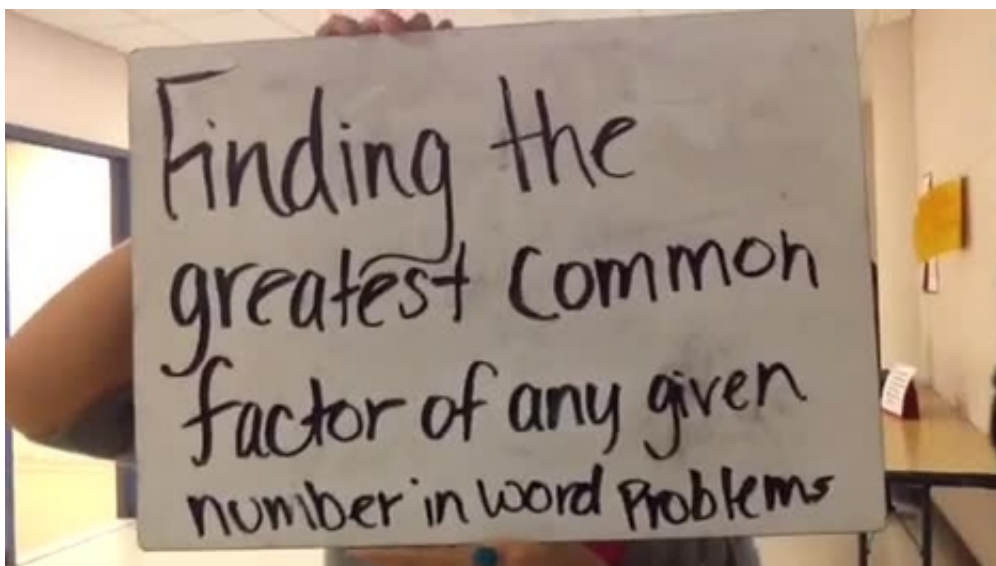 Finding the
greatest common
factor of any given
number in word Problems